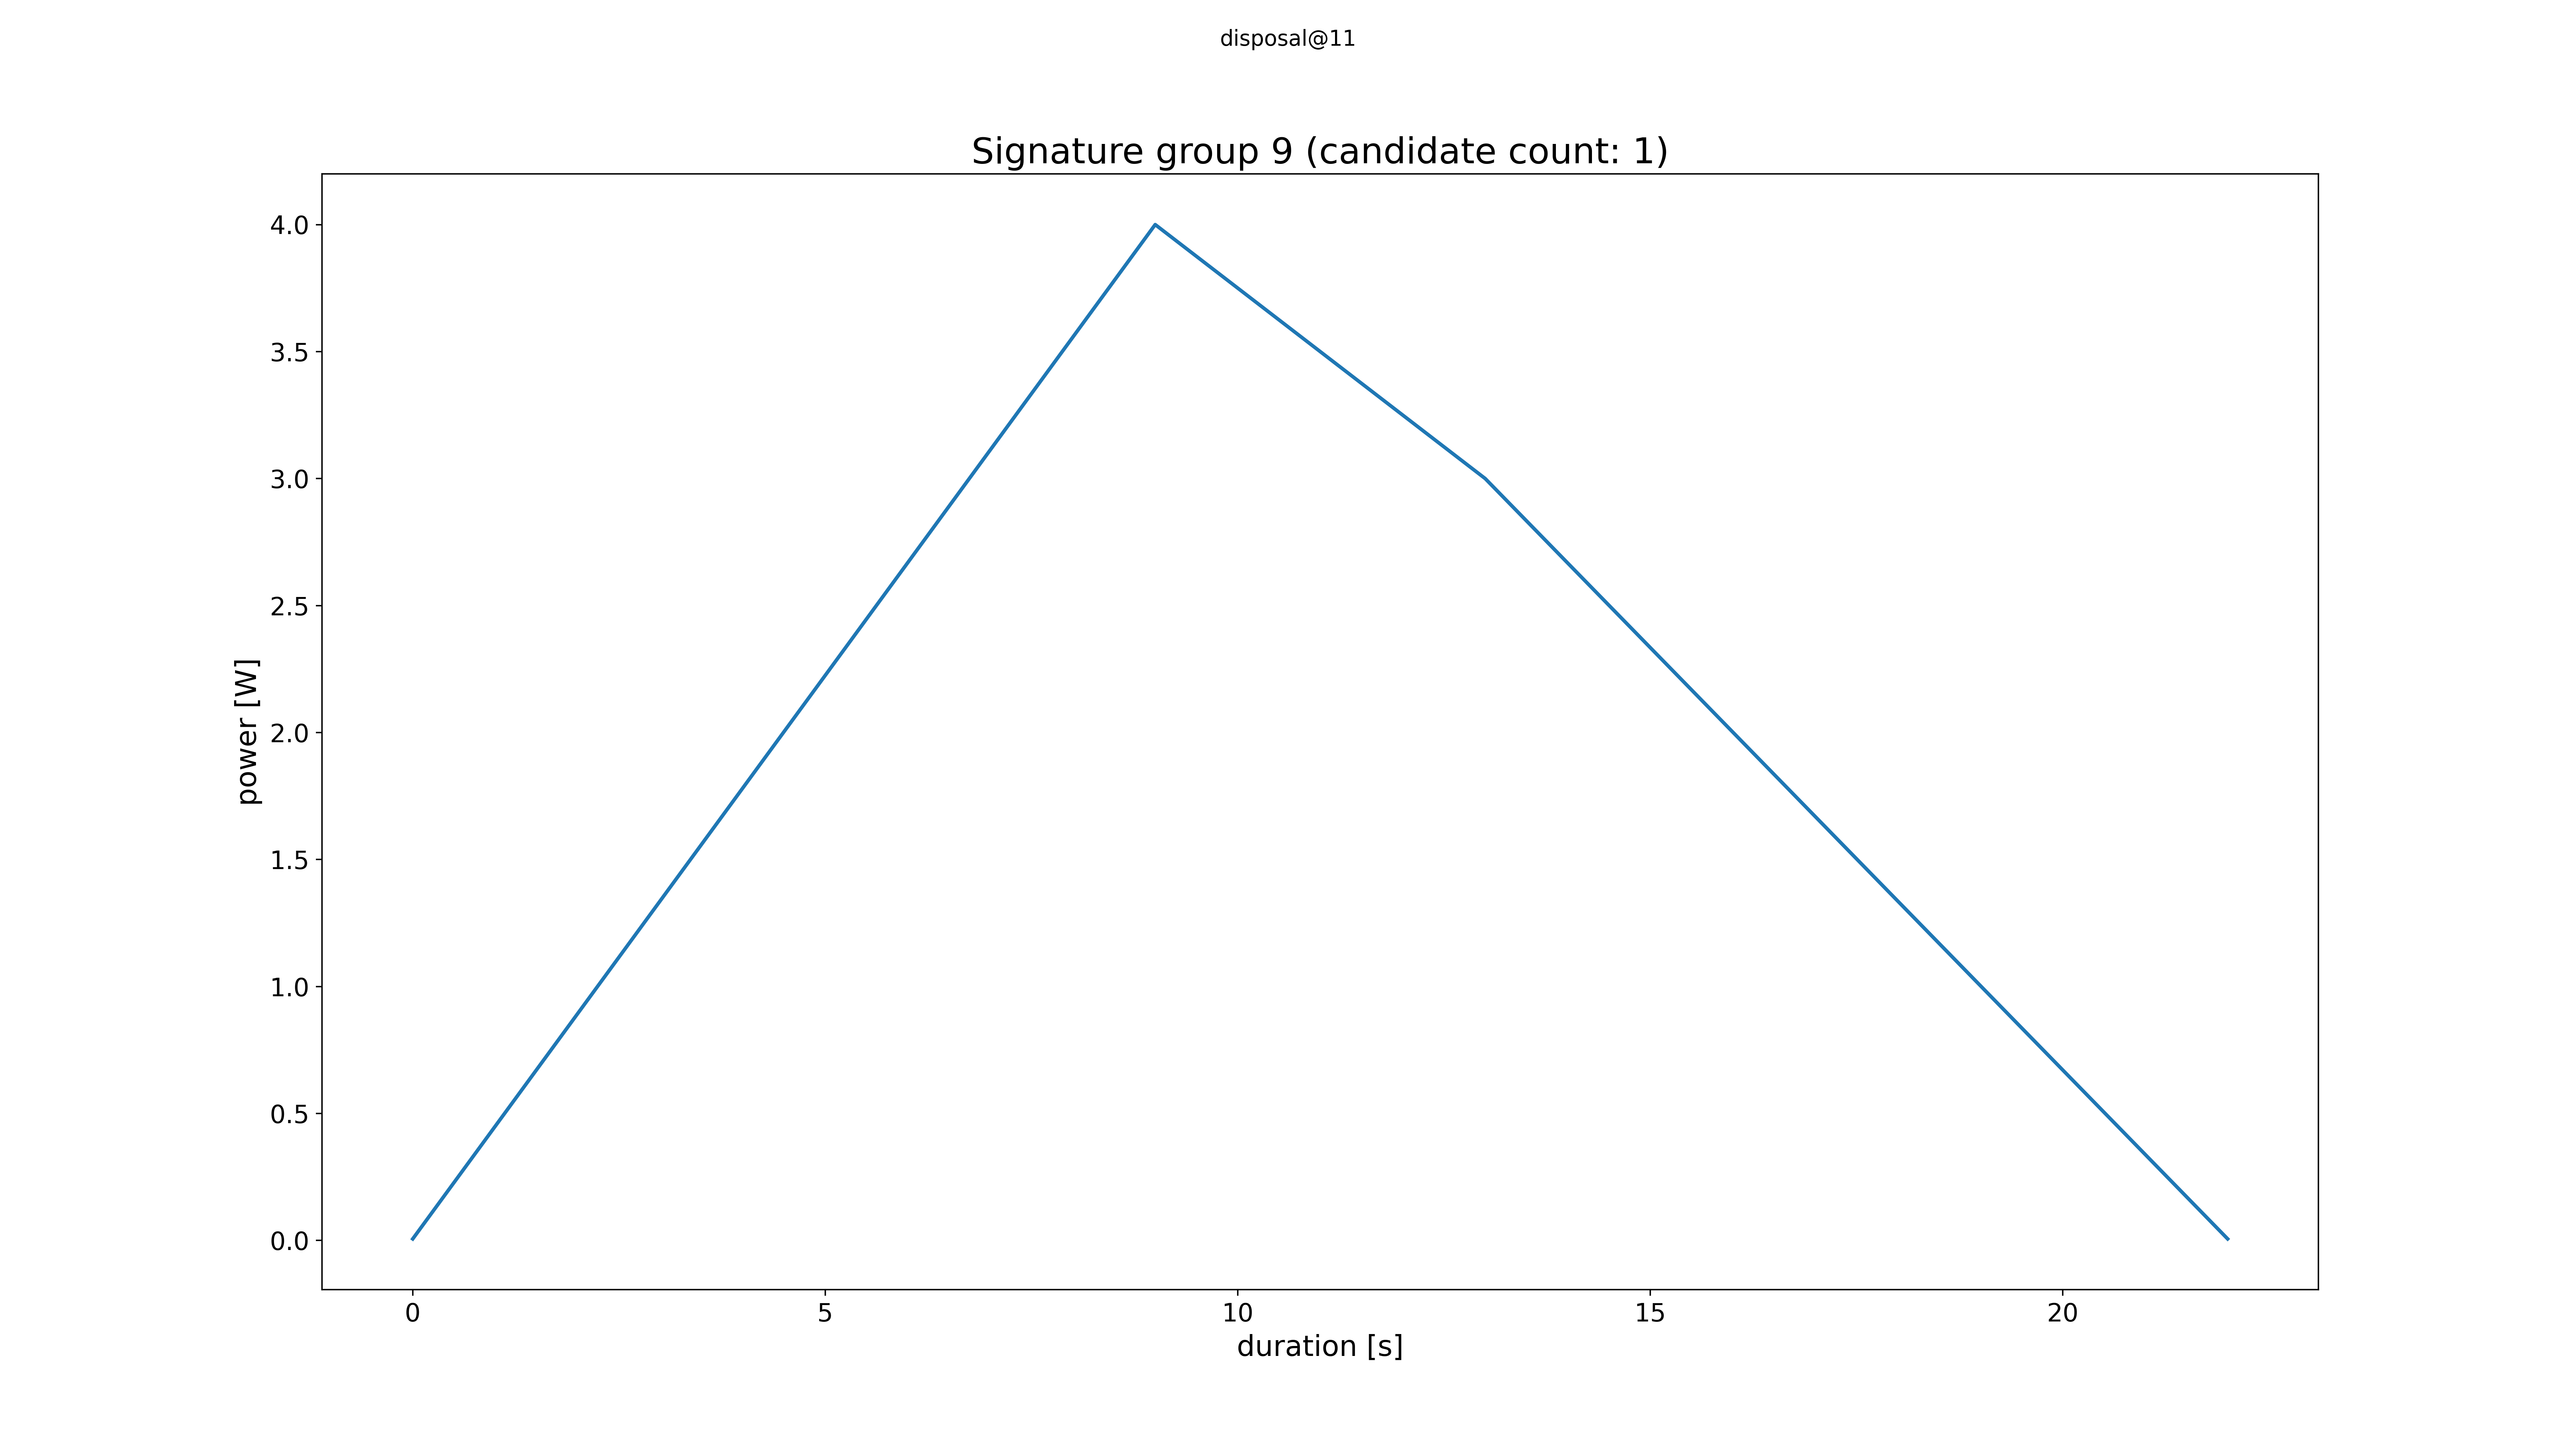 disposal@11
Signature group 9 (candidate count: 1)
4.0
3.5
3.0
2.5
2.0
1.5
1.0
0.5
0.0
power [W]
0 5 10 15 20
duration [s]